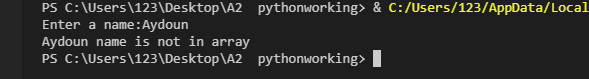 PS C:\Users\123\Desktop\A2  pythonworking> & C:/Users/123/AppData/Local
Enter a name:Aydoun
Aydoun name is not in array
PS C:\Users\123\Desktop\A2  pythonworking>